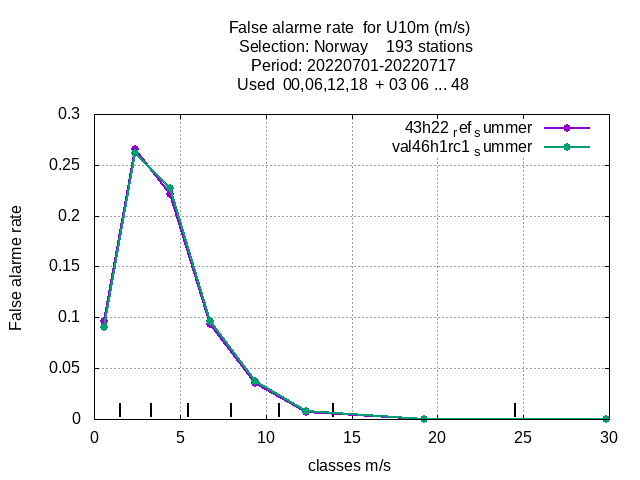 False alarme rate for U10m (m/s)
Selection: Norway 193 stations
Period: 20220701-20220717
Used 00,06,12,18 + 03 06 ... 48
43h22refsummer
val46h1rc1summer
0.3
0.25
0.2
0.15
0.1
0.05
0
False alarme rate
0 5 10 15 20 25 30
classes m/s